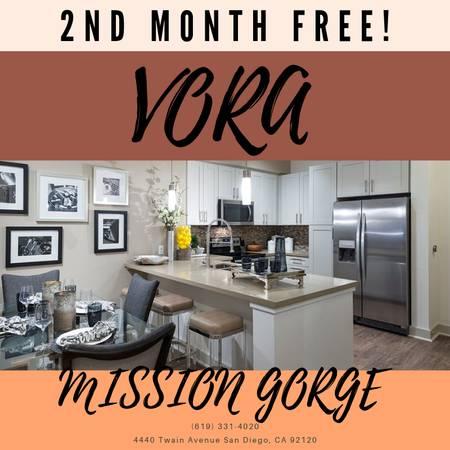 2ND MONTH FREE!
VORA
MISSION GORGE
(619) 331-4020
4440 Twain Avenue San Diego, CA 92120